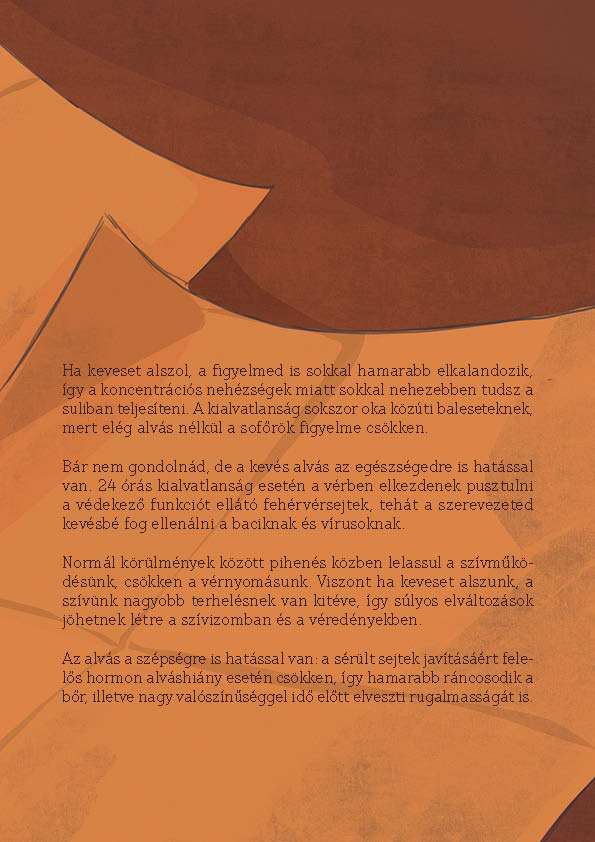 Ha keveset alszol, a figyelmed is sokkal hamarabb elkalandozik,
így a koncentrációs nehézségek miatt sokkal nehezebben tudsz a
suliban teljesíteni. A kialvatlanság sokszor oka közúti baleseteknek,
mert elég alvás nélkül a sofőrök figyelme csökken.
Bár nem gondolnád, de a kevés alvás az egészségedre is hatással
van. 24 órás kialvatlanság esetén a vérben elkezdenek pusztulni
a védekező funkciót ellátó fehérvérsejtek, tehát a szerevezeted
kevésbé fog ellenálni a baciknak és vírusoknak.
Normál körülmények között pihenés közben lelassul a szívműkö-
désünk, csökken a vérnyomásunk. Viszont ha keveset alszunk, a
szívünk nagyobb terhelésnek van kitéve, így súlyos elváltozások
jöhetnek létre a szívizomban és a véredényekben.
Az alvás a szépségre is hatással van: a sérült sejtek javításáért fele-
lős hormon alváshiány esetén csökken, így hamarabb ráncosodik a
bőr, illetve nagy valószínűséggel idő előtt elveszti rugalmasságát is.